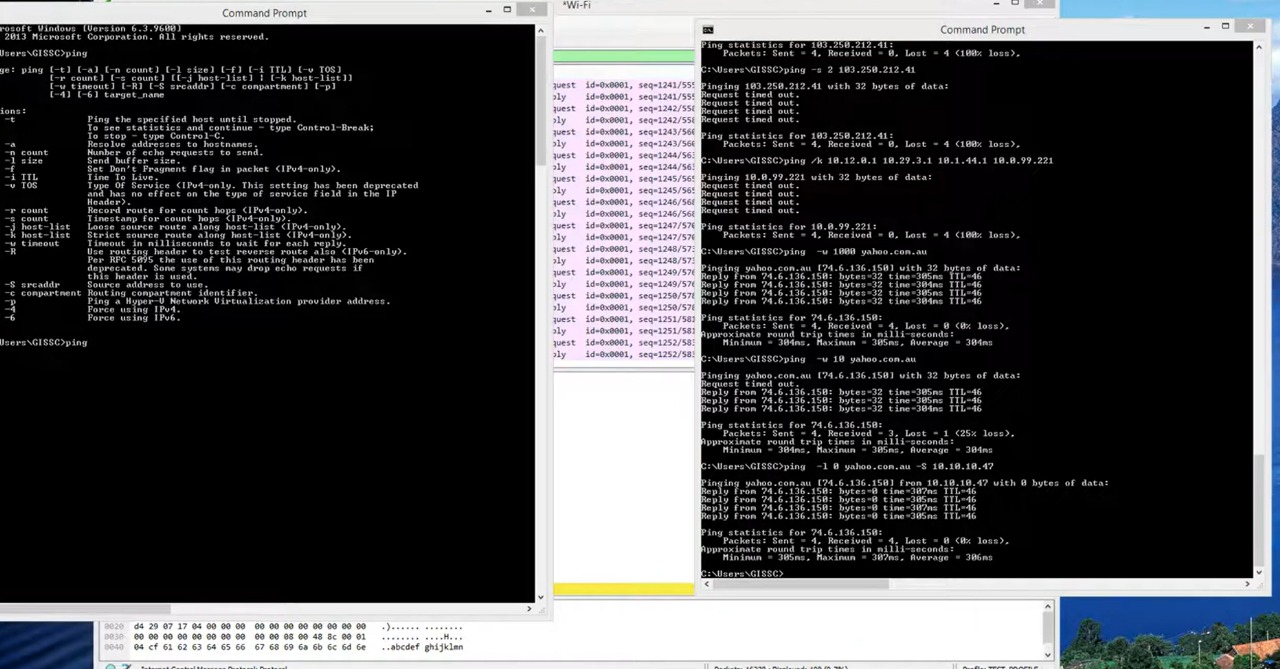 Command Prompt
rosoft Windows [Version 6.3.9600]
2013 Microsoft Corporation. All rights reserved.
Users\GISSC>ping
ge: ping [-t] [-a] [-n count] [-l size] [-f] [-i TTL] [-v TOS]
[-r count] [-s count] [[-j host-list] | [-k host-list]]
[-w timeout] [-R] [-S srcaddr] [-c compartment] [-p]
[-4] [-6] target_name
ions:
-t Ping the specified host until stopped.
To see statistics and continue - type Control-Break;
To stop - type Control-C.
-a Resolve addresses to hostnames.
-n count Number of echo requests to send.
-l size Send buffer size.
-f Set Don't Fragment flag in packet (IPv4-only).
-i TTL Time To Live.
-v TOS Type Of Service (IPv4-only. This setting has been deprecated
and has no effect on the type of service field in the IP
Header).
-r count Record route for count hops (IPv4-only).
-s count Timestamp for count hops (IPv4-only).
-j host-list Loose source route along host-list (IPv4-only).
-k host-list Strict source route along host-list (IPv4-only).
-w timeout Timeout in milliseconds to wait for each reply.
-R Use routing header to test reverse route also (IPv6-only).
Per RFC 5095 the use of this routing header has been
deprecated. Some systems may drop echo requests if
this header is used.
-S srcaddr Source address to use.
-c compartment Routing compartment identifier.
-p Ping a Hyper-V Network Virtualization provider address.
-4 Force using IPv4.
-6 Force using IPv6.
Users\GISSC>ping
*Wi-Fi
quest id=0x0001, seq=1241/555
ply id=0x0001, seq=1241/555
quest id=0x0001, seq=1242/558
ply id=0x0001, seq=1242/558
quest id=0x0001, seq=1243/560
ply id=0x0001, seq=1243/560
quest id=0x0001, seq=1244/563
ply id=0x0001, seq=1244/563
quest id=0x0001, seq=1245/565
ply id=0x0001, seq=1245/565
quest id=0x0001, seq=1246/568
ply id=0x0001, seq=1246/568
quest id=0x0001, seq=1247/570
ply id=0x0001, seq=1247/57
quest id=0x0001, seq=1248/573
ply id=0x0001, seq=1248/573
quest id=0x0001, seq=1249/576
ply id=0x0001, seq=1249/576
quest id=0x0001, seq=1250/578
ply id=0x0001, seq=1250/578
quest id=0x0001, seq=1251/581
ply id=0x0001, seq=1251/581
quest id=0x0001, seq=1252/583
ply id=0x0001, seq=1252/583
Command Prompt
Ping statistics for 103.250.212.41:
Packets: Sent = 4, Received = 0, Lost = 4 (100% loss),
C:\Users\GISSC>ping -s 2 103.250.212.41
Pinging 103.250.212.41 with 32 bytes of data:
Request timed out.
Request timed out.
Request timed out.
Request timed out.
Ping statistics for 103.250.212.41:
Packets: Sent = 4, Received = 0, Lost = 4 (100% loss),
C:\Users\GISSC>ping /k 10.12.0.1 10.29.3.1 10.1.44.1 10.0.99.221
Pinging 10.0.99.221 with 32 bytes of data:
Request timed out.
Request timed out.
Request timed out.
Request timed out.
Ping statistics for 10.0.99.221:
Packets: Sent = 4, Received = 0, Lost = 4 (100% loss),
C:\Users\GISSC>ping -w 1000 yahoo.com.au
Pinging yahoo.com.au [74.6.136.150] with 32 bytes of data:
Reply from 74.6.136.150: bytes=32 time=305ms TTL=46
Reply from 74.6.136.150: bytes=32 time=304ms TTL=46
Reply from 74.6.136.150: bytes=32 time=304ms TTL=46
Reply from 74.6.136.150: bytes=32 time=304ms TTL=46
Ping statistics for 74.6.136.150:
Packets: Sent = 4, Received = 4, Lost = 0 (0% loss),
Approximate round trip times in milli-seconds:
Minimum = 304ms, Maximum = 305ms, Average = 304ms
C:\Users\GISSC>ping -w 10 yahoo.com.au
Pinging yahoo.com.au [74.6.136.150] with 32 bytes of data:
Request timed out.
Reply from 74.6.136.150: bytes=32 time=305ms TTL=46
Reply from 74.6.136.150: bytes=32 time=305ms TTL=46
Reply from 74.6.136.150: bytes=32 time=304ms TTL=46
Ping statistics for 74.6.136.150:
Packets: Sent = 4, Received = 3, Lost = 1 (25% loss),
Approximate round trip times in milli-seconds:
Minimum = 304ms, Maximum = 305ms, Average = 304ms
C:\Users\GISSC>ping -l 0 yahoo.com.au -S 10.10.10.47
Pinging yahoo.com.au [74.6.136.150] from 10.10.10.47 with 0 bytes of data:
Reply from 74.6.136.150: bytes=0 time=307ms TTL=46
Reply from 74.6.136.150: bytes=0 time=305ms TTL=46
Reply from 74.6.136.150: bytes=0 time=307ms TTL=46
Reply from 74.6.136.150: bytes=0 time=305ms TTL=46
Ping statistics for 74.6.136.150:
Packets: Sent = 4, Received = 4, Lost = 0 (0% loss),
Approximate round trip times in milli-seconds:
Minimum = 305ms, Maximum = 307ms, Average = 306ms
C:\Users\GISSC>
0020 d4 29 07 17 04 00 00 00 00 00 00 00 00 00 00 00 .)...... ........
0030 00 00 00 00 00 00 00 00 00 00 08 00 48 8c 00 01 ........ ....H...
0040 04 cf 61 62 63 64 65 66 67 68 69 6a 6b 6c 6d 6e ..abcdef ghijklmn
Internet Control Message Protocol: Protocol